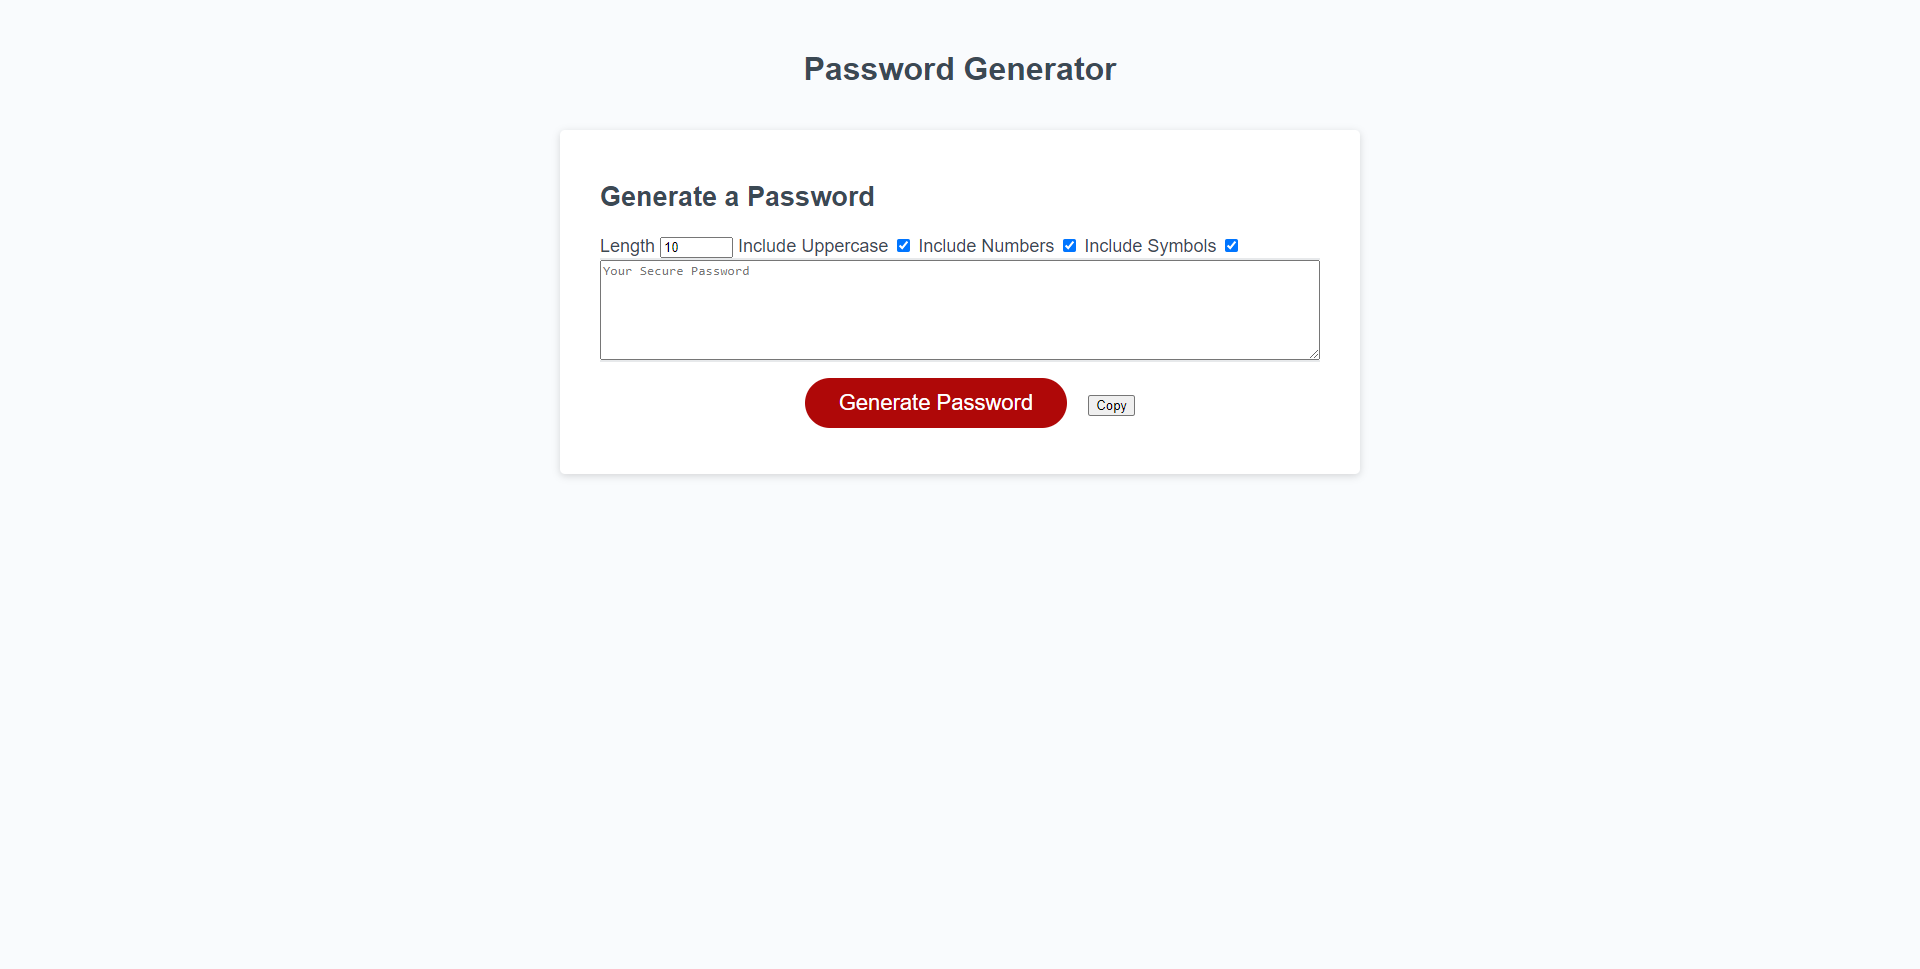 Password Generator
Generate a Password
Length 10 Include Uppercase Include Numbers Include Symbols
Your Secure Password
Generate Password Copy